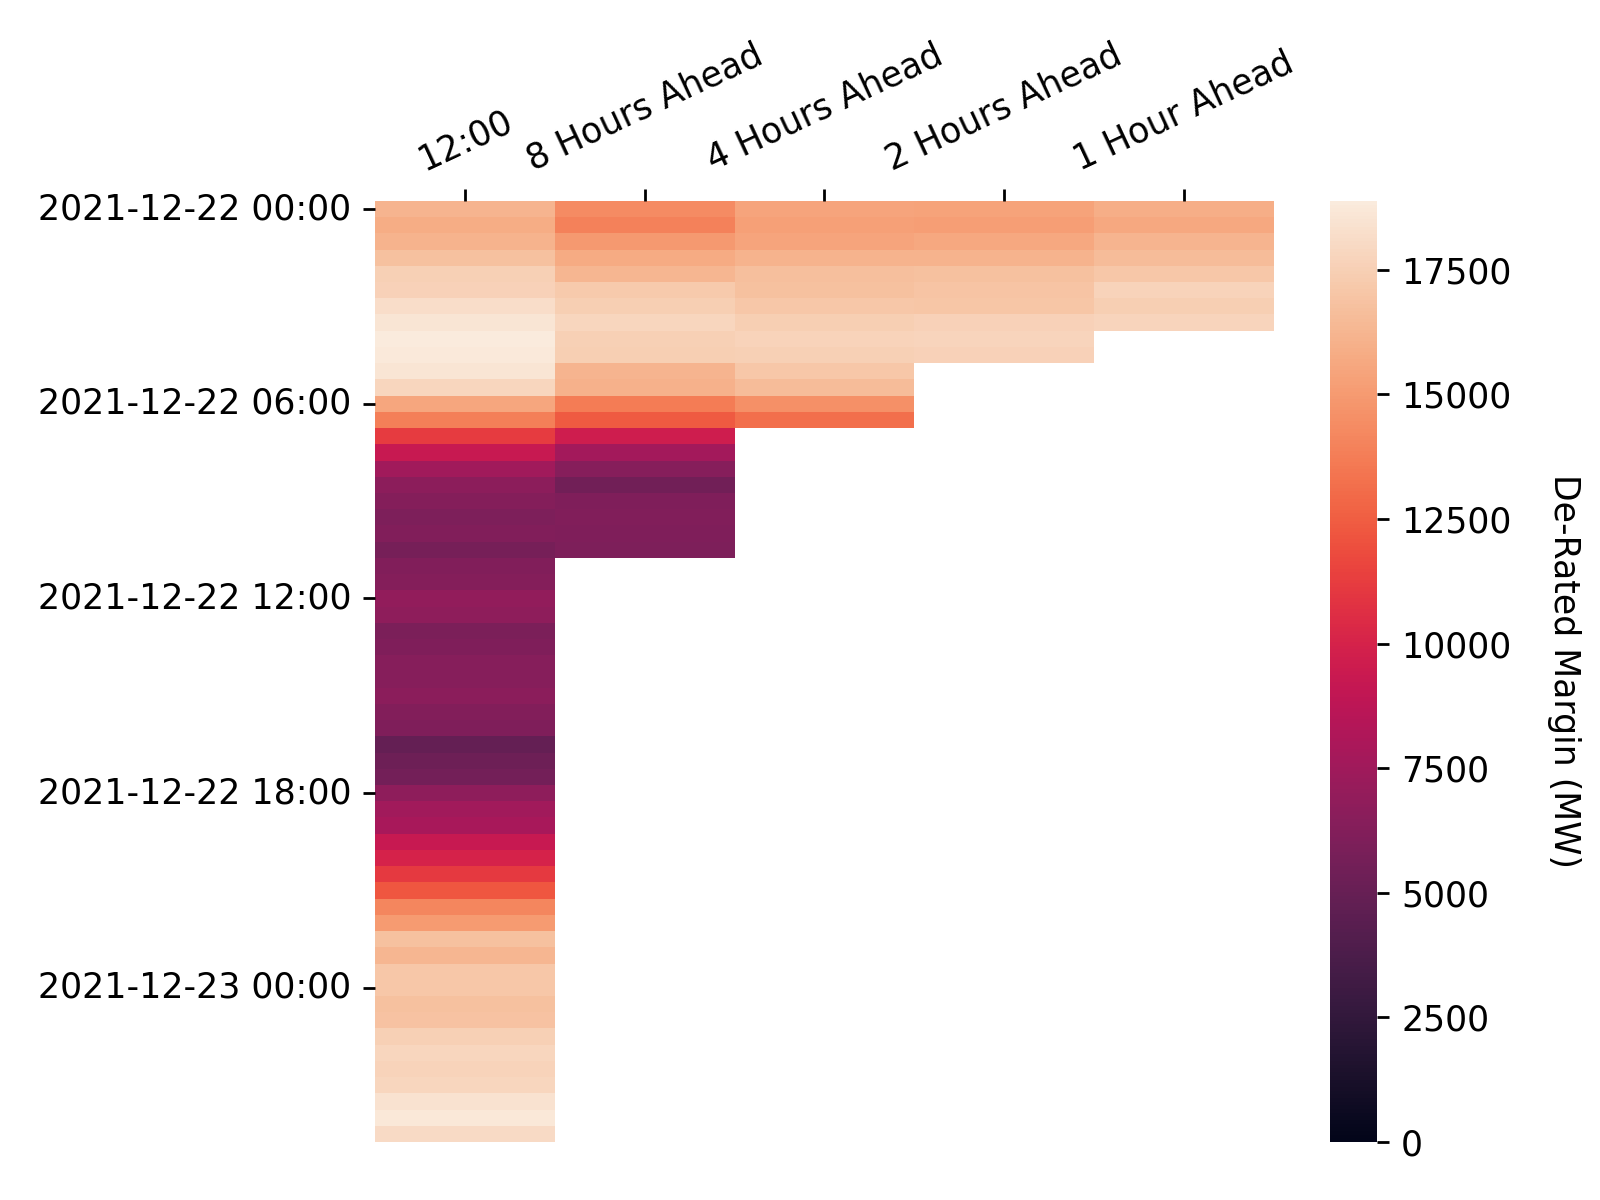 12:00
8 Hours Ahead
4 Hours Ahead
2 Hours Ahead
1 Hour Ahead
2021-12-22 00:00
2021-12-22 06:00
2021-12-22 12:00
2021-12-22 18:00
2021-12-23 00:00
17500
15000
12500
10000
7500
5000
2500
0
De-Rated Margin (MW)